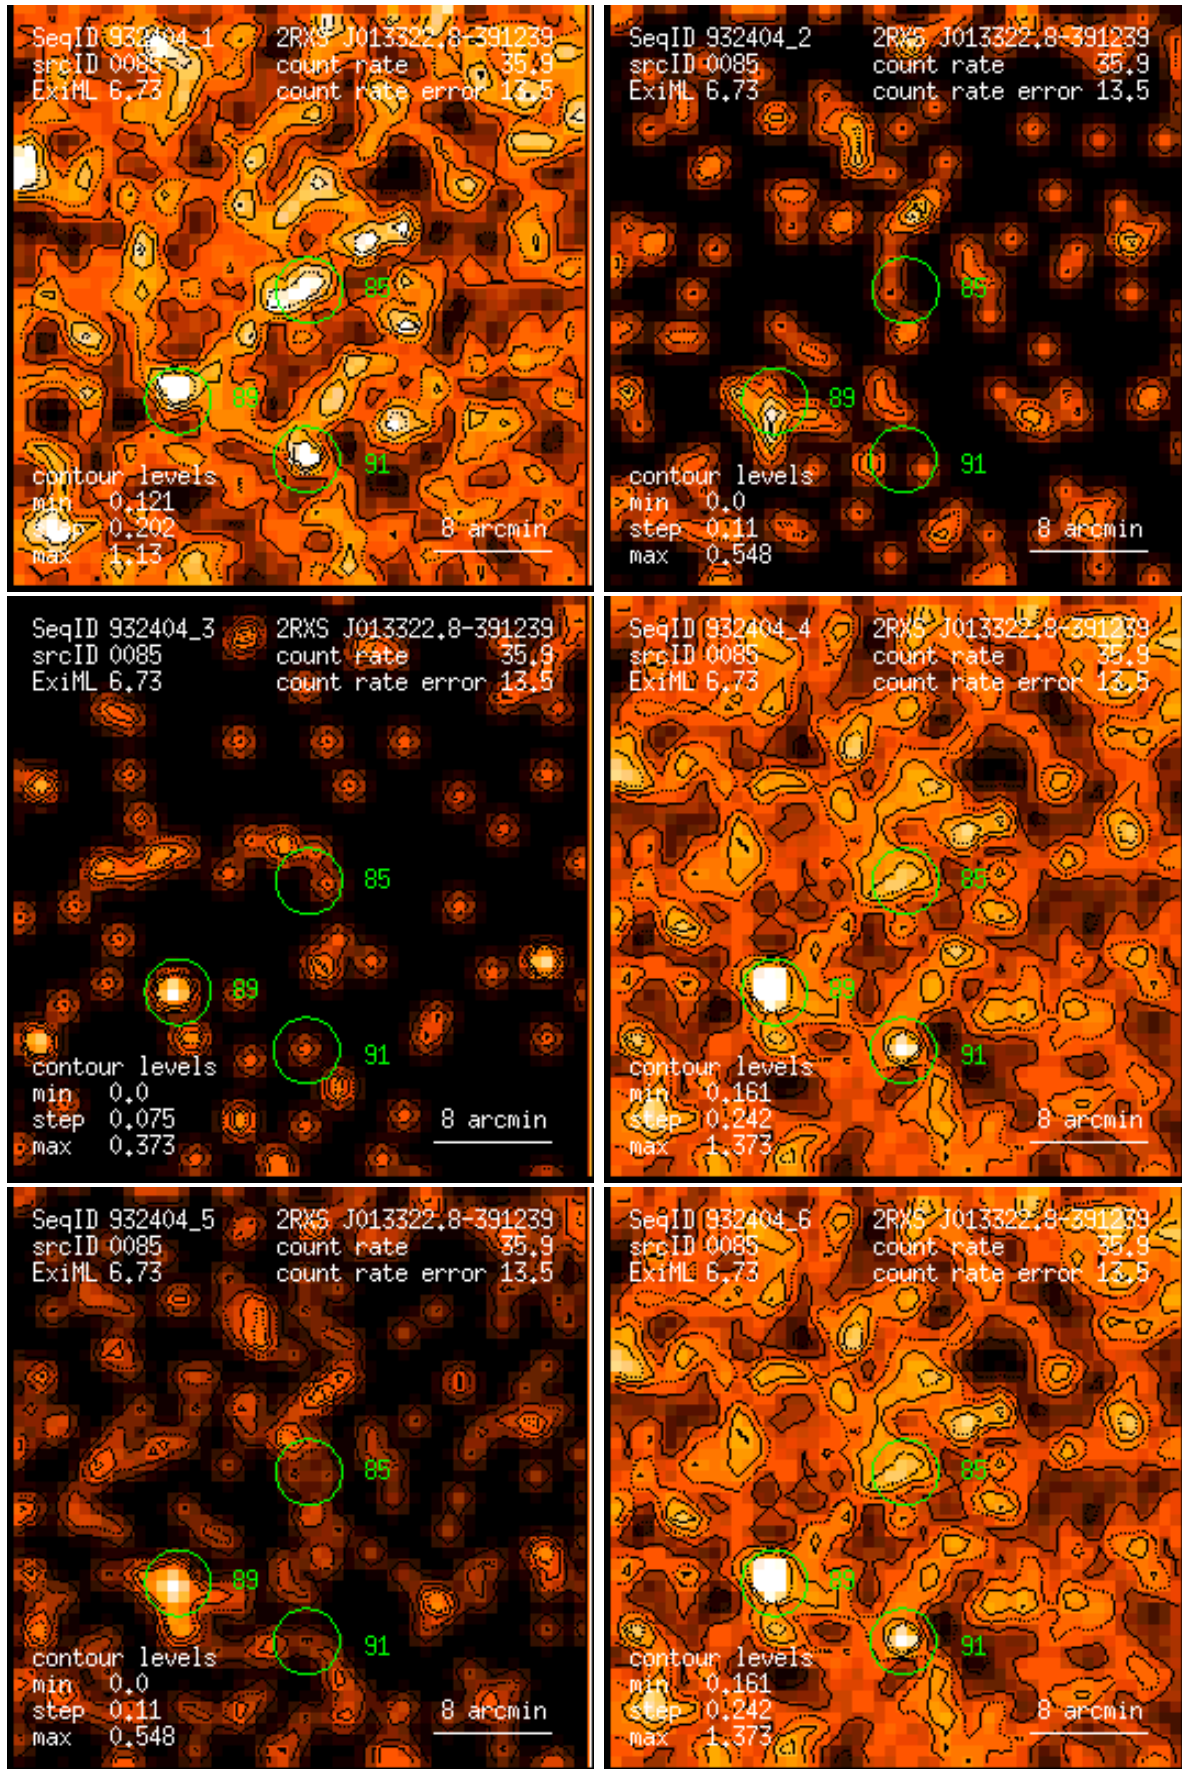 SeqID 932404_1 2RXS J013322.8-391239
srcID 0085 count rate 35.9
ExiML 6.73 count rate error 13.5
85
89
91
contour levels
min 0.121
step 0.202 8 arcmin
max 1.13
SeqID 932404_2 2RXS J013322.8-391239
srcID 0085 count rate 35.9
ExiML 6.73 count rate error 13.5
85
89
91
contour levels
min 0.0
step 0.11 8 arcmin
max 0.548
SeqID 932404_3 2RXS J013322.8-391239
srcID 0085 count rate 35.9
ExiML 6.73 count rate error 13.5
85
89
91
contour levels
min 0.0
step 0.075 8 arcmin
max 0.373
SeqID 932404_4 2RXS J013322.8-391239
srcID 0085 count rate 35.9
ExiML 6.73 count rate error 13.5
85
89
91
contour levels
min 0.161
step 0.242 8 arcmin
max 1.373
SeqID 932404_5 2RXS J013322.8-391239
srcID 0085 count rate 35.9
ExiML 6.73 count rate error 13.5
85
89
91
contour levels
min 0.0
step 0.11 8 arcmin
max 0.548
SeqID 932404_6 2RXS J013322.8-391239
srcID 0085 count rate 35.9
ExiML 6.73 count rate error 13.5
85
89
91
contour levels
min 0.161
step 0.242 8 arcmin
max 1.373